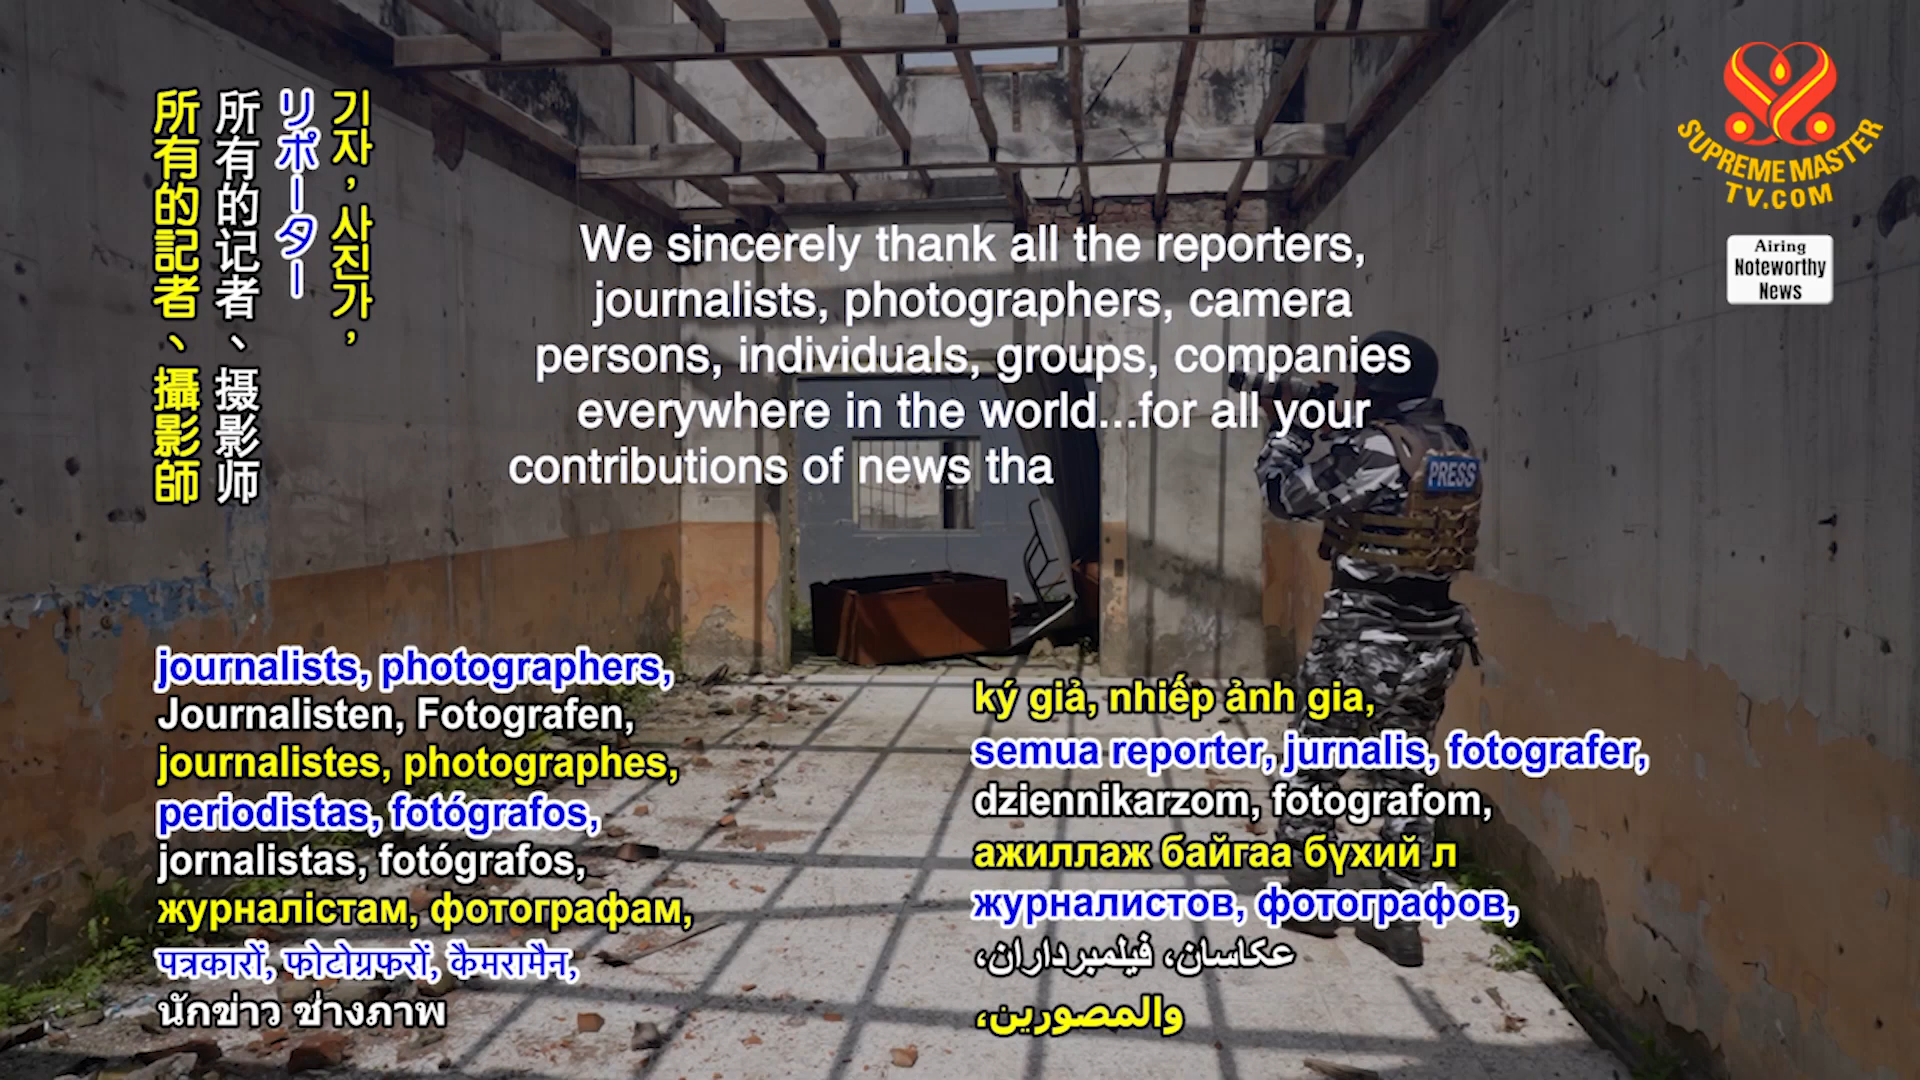 所有的記者、攝影師
所有的记者、摄影师
リポーター
기자, 사진가,
SUPREME MASTER
TV.COM
Airing
Noteworthy
News
We sincerely thank all the reporters,
journalists, photographers, camera
persons, individuals, groups, companies
everywhere in the world...for all your
contributions of news tha
PRESS
journalists, photographers,
Journalisten, Fotografen,
journalistes, photographes,
periodistas, fotógrafos,
jornalistas, fotógrafos,
журналістам, фотографам,
पत्रकारों, फोटोग्रफरों, कैमरामैन,
นักข่าว ช่างภาพ
ký giả, nhiếp ảnh gia,
semua reporter, jurnalis, fotografer,
dziennikarzom, fotografom,
ажиллаж байгаа бүхий л
журналистов, фотографов,
عکاسان، فیلمبرداران،
والمصورين،